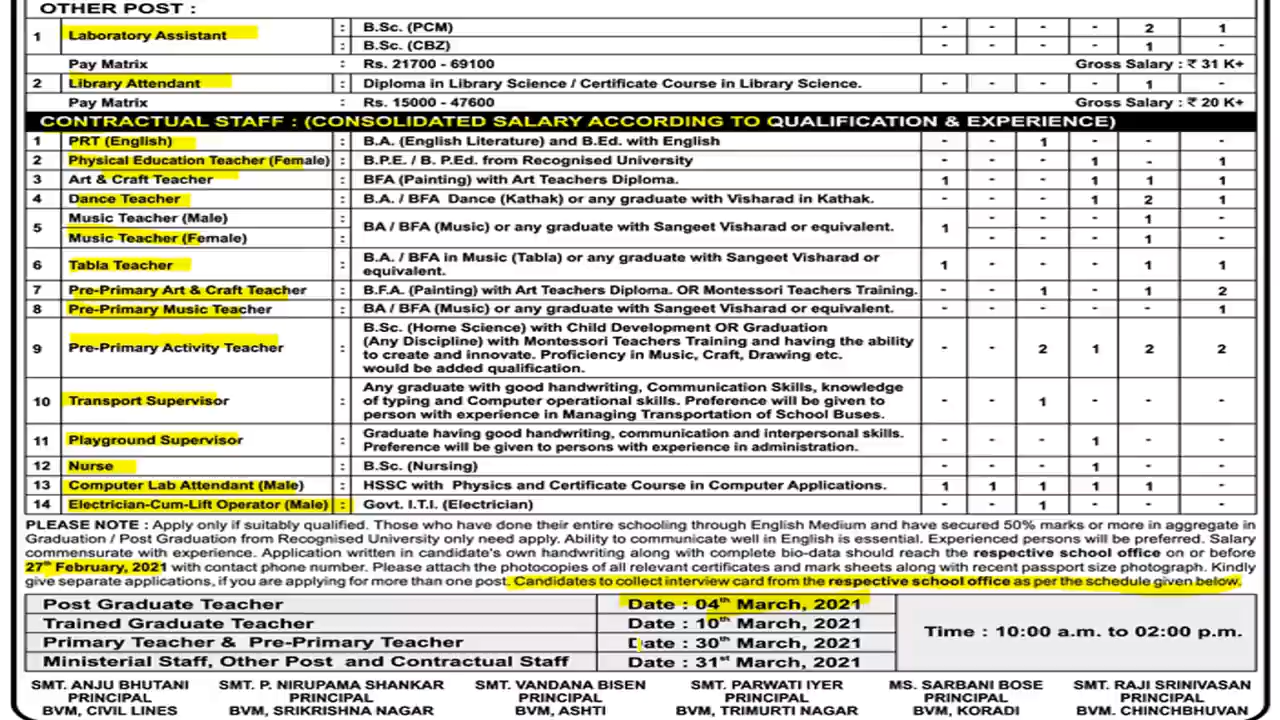 OTHER POST :
1 Laboratory Assistant : B.Sc. (PCM) - - - - 2 1
: B.Sc. (CBZ) - - - - 1 -
Pay Matrix : Rs. 21700 - 69100 Gross Salary : ₹ 31 K+
2 Library Attendant : Diploma in Library Science / Certificate Course in Library Science. - - - - 1 -
Pay Matrix : Rs. 15000 - 47600 Gross Salary : ₹ 20 K+
CONTRACTUAL STAFF : (CONSOLIDATED SALARY ACCORDING TO QUALIFICATION & EXPERIENCE)
1 PRT (English) : B.A. (English Literature) and B.Ed. with English - - 1 - - -
2 Physical Education Teacher (Female) : B.P.E. / B. P.Ed. from Recognised University - - - 1 - 1
3 Art & Craft Teacher : BFA (Painting) with Art Teachers Diploma. 1 - - 1 1 1
4 Dance Teacher : B.A. / BFA Dance (Kathak) or any graduate with Visharad in Kathak. - - - 1 2 1
5 Music Teacher (Male) : BA / BFA (Music) or any graduate with Sangeet Visharad or equivalent. 1 - - - 1 -
Music Teacher (Female) : - - - 1 -
6 Tabla Teacher : B.A. / BFA in Music (Tabla) or any graduate with Sangeet Visharad or
equivalent. 1 - - - 1 1
7 Pre-Primary Art & Craft Teacher : B.F.A. (Painting) with Art Teachers Diploma. OR Montessori Teachers Training. - - 1 1 1 2
8 Pre-Primary Music Teacher : BA / BFA (Music) or any graduate with Sangeet Visharad or equivalent. - - - - - 1
9 Pre-Primary Activity Teacher : B.Sc. (Home Science) with Child Development OR Graduation
(Any Discipline) with Montessori Teachers Training and having the ability
to create and innovate. Proficiency in Music, Craft, Drawing etc.
would be added qualification. - - 2 1 2 2
10 Transport Supervisor : Any graduate with good handwriting, Communication Skills, knowledge
of typing and Computer operational skills. Preference will be given to
person with experience in Managing Transportation of School Buses. - - 1 - - -
11 Playground Supervisor : Graduate having good handwriting, communication and interpersonal skills.
Preference will be given to persons with experience in administration. - - - 1 - -
12 Nurse : B.Sc. (Nursing) - - - 1 - -
13 Computer Lab Attendant (Male) : HSSC with Physics and Certificate Course in Computer Applications. 1 1 1 1 1 -
14 Electrician-Cum-Lift Operator (Male) : Govt. I.T.I. (Electrician) - - 1 - - -
PLEASE NOTE : Apply only if suitably qualified. Those who have done their entire schooling through English Medium and have secured 50% marks or more in aggregate in
Graduation / Post Graduation from Recognised University only need apply. Ability to communicate well in English is essential. Experienced persons will be preferred. Salary
commensurate with experience. Application written in candidate's own handwriting along with complete bio-data should reach the respective school office on or before
27th February, 2021 with contact phone number. Please attach the photocopies of all relevant certificates and mark sheets along with recent passport size photograph. Kindly
give separate applications, if you are applying for more than one post. Candidates to collect interview card from the respective school office as per the schedule given below.
Post Graduate Teacher Date : 04th March, 2021
Trained Graduate Teacher Date : 10th March, 2021
Time : 10:00 a.m. to 02:00 p.m.
Primary Teacher & Pre-Primary Teacher Date : 30th March, 2021
Ministerial Staff, Other Post and Contractual Staff Date : 31st March, 2021
SMT. ANJU BHUTANI SMT. P. NIRUPAMA SHANKAR SMT. VANDANA BISEN SMT. PARWATI IYER MS. SARBANI BOSE SMT. RAJI SRINIVASAN
PRINCIPAL PRINCIPAL PRINCIPAL PRINCIPAL PRINCIPAL PRINCIPAL
BVM, CIVIL LINES BVM, SRIKRISHNA NAGAR BVM, ASHTI BVM, TRIMURTI NAGAR BVM, KORADI BVM. CHINCHBHUVAN